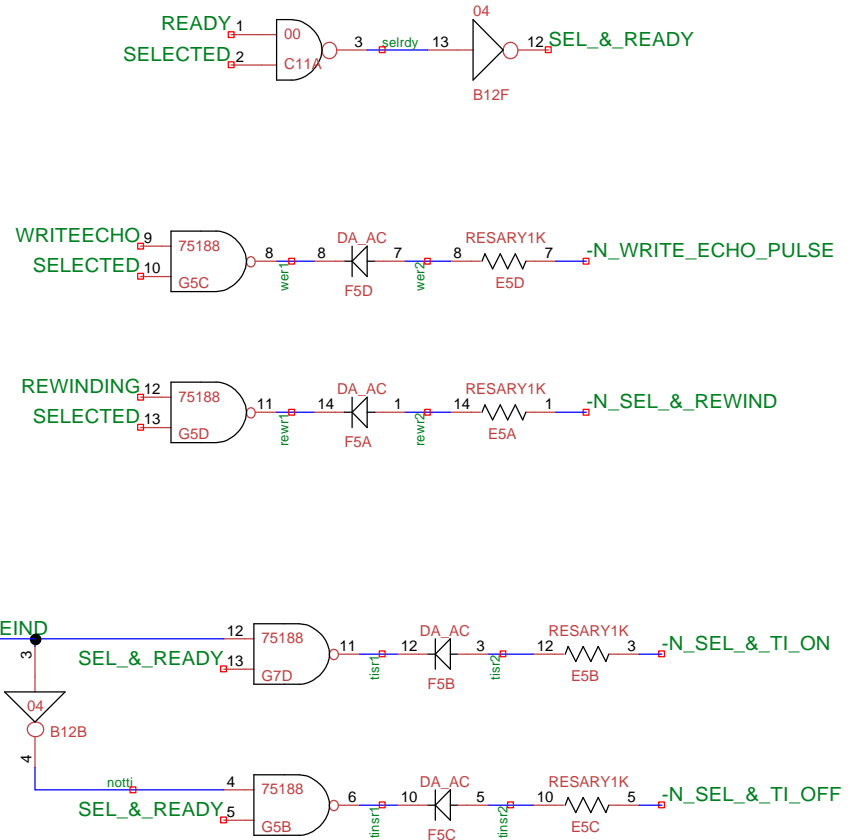 04
READY 1 00 3 selrdy 13 12 SEL_&_READY
SELECTED 2 C11A
B12F
DA_AC RESARY1K
WRITEECHO 9 75188 8 8 7 8 7 -N_WRITE_ECHO_PULSE
SELECTED 10 G5C wer1 F5D wer2 E5D
DA_AC RESARY1K
REWINDING 12 75188 11 14 1 14 1 -N_SEL_&_REWIND
SELECTED 13 G5D rewr1 F5A rewr2 E5A
DA_AC RESARY1K
EIND 12 75188 11 12 3 12 3 -N_SEL_&_TI_ON
3 SEL_&_READY 13 G7D tisr1 F5B tisr2 E5B
04
B12B
4
DA_AC RESARY1K
notti 4 75188 6 10 5 10 5 -N_SEL_&_TI_OFF
SEL_&_READY 5 G5B tinsr1 F5C tinsr2 E5C